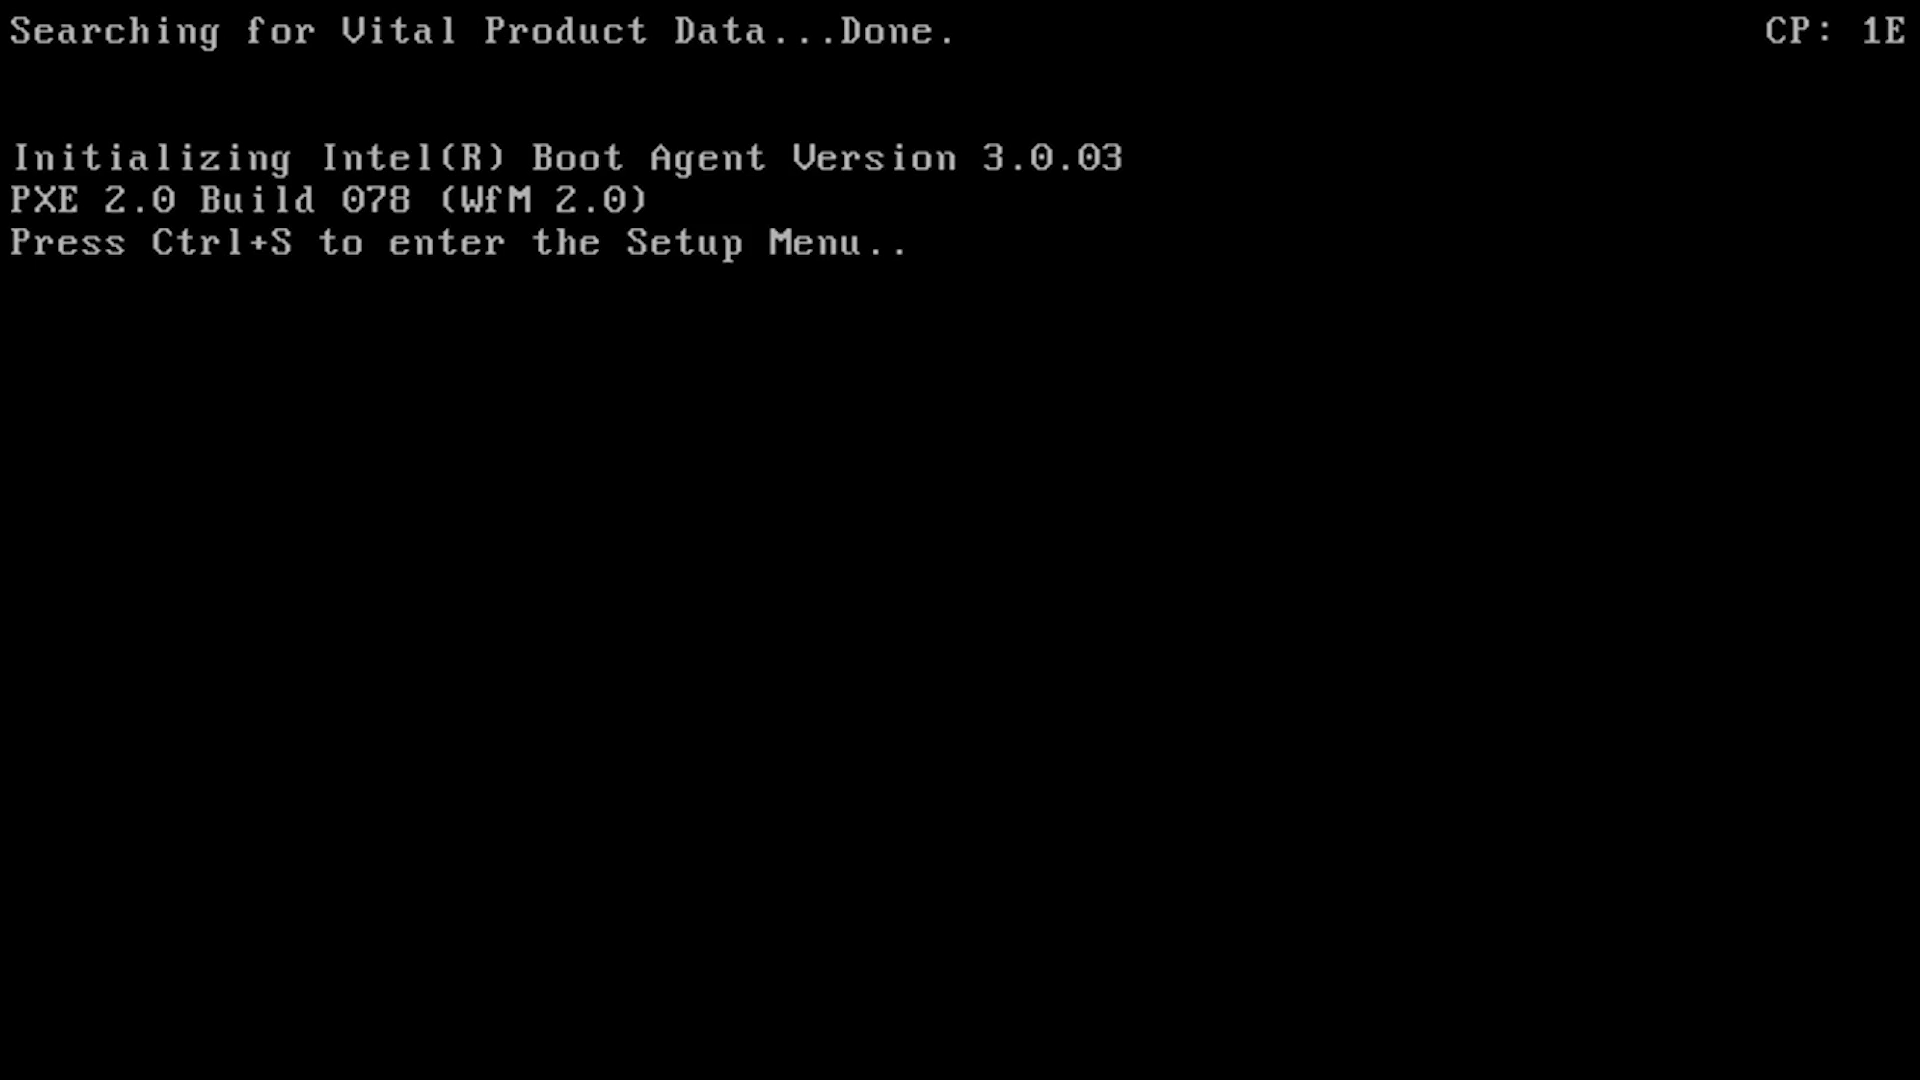 Searching for Vital Product Data...Done. CP: 1E
Initializing Intel(R) Boot Agent Version 3.0.03
PXE 2.0 Build 078 (WfM 2.0)
Press Ctrl+S to enter the Setup Menu..